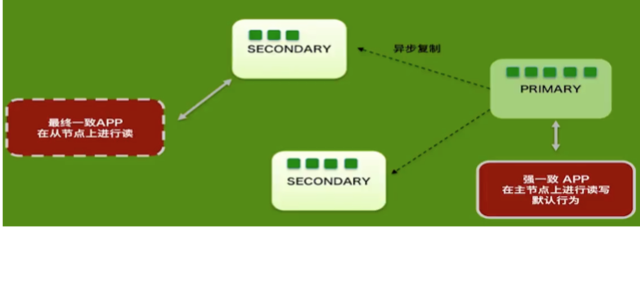 SECONDARY
异步复制
PRIMARY
最终一致APP
在从节点上进行读
SECONDARY
强一致 APP
在主节点上进行读写
默认行为